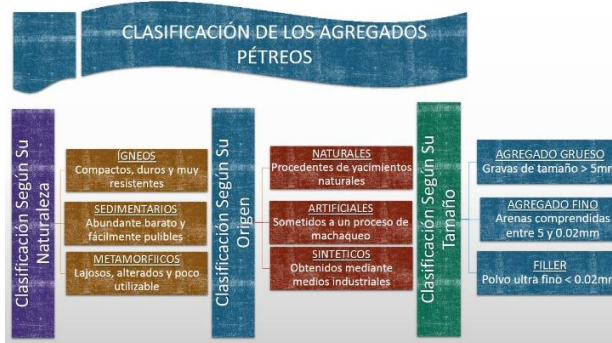 CLASIFICACIÓN DE LOS AGREGADOS
PÉTREOS
Clasificación Según Su
Naturaleza
ÍGNEOS
Compactos, duros y muy
resistentes
SEDIMENTARIOS
Abundante.barato y
fácilmente pulibles
METAMORFIICOS
Lajosos, alterados y poco
utilizable
Clasificación Según Su
Origen
NATURALES
Procedentes de yacimientos
naturales
ARTIFICIALES
Sometidos a un proceso de
machaqueo
SINTETICOS
Obtenidos mediante
medios industriales
Clasificación Según Su
Tamaño
AGREGADO GRUESO
Gravas de tamaño > 5mm
AGREGADO FINO
Arenas comprendidas
entre 5 y 0.02mm
FILLER
Polvo ultra fino < 0.02mm